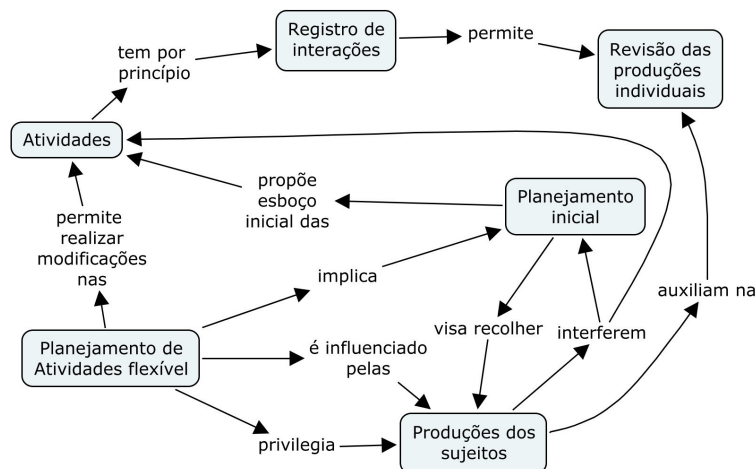 Registro de
interações
permite
Revisão das
produções
individuais
tem por
princípio
Atividades
propõe
esboço
inicial das
Planejamento
inicial
permite
realizar
modificações
nas
implica
visa recolher
interferem
auxiliam na
Planejamento de
Atividades flexível
é influenciado
pelas
privilegia
Produções dos
sujeitos